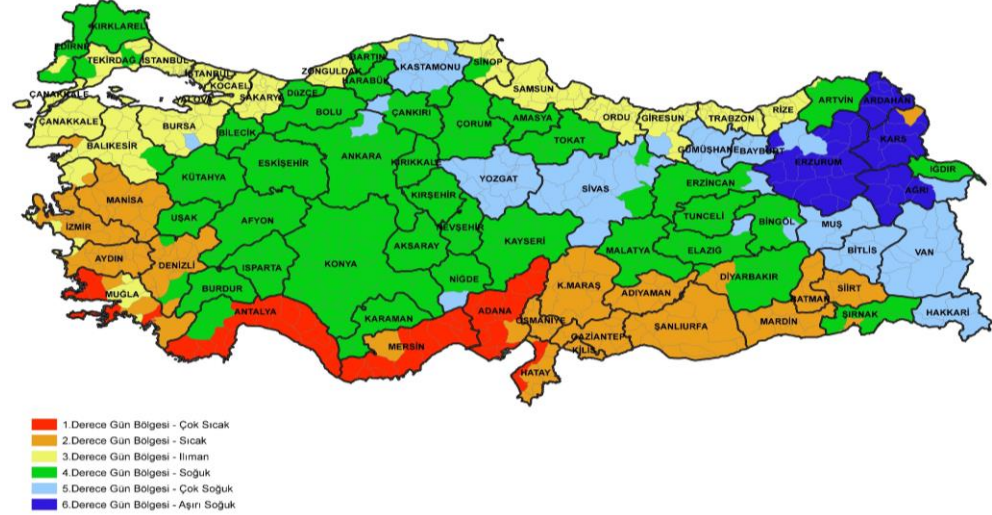 KIRKLARELİ
EDİRNE
TEKİRDAĞ
İSTANBUL
İSTANBUL
KOCAELİ
YALOVA
SAKARYA
DÜZCE
ZONGULDAK
BARTIN
KARABÜK
KASTAMONU
SİNOP
SAMSUN
ORDU
GİRESUN
TRABZON
RİZE
ARTVİN
ARDAHAN
ÇANAKKALE
ÇANAKKALE
BALIKESİR
BURSA
BİLECİK
BOLU
ÇANKIRI
ÇORUM
AMASYA
TOKAT
GÜMÜŞHANE
BAYBURT
ERZURUM
KARS
IĞDIR
AĞRI
KÜTAHYA
ESKİŞEHİR
ANKARA
KIRIKKALE
YOZGAT
SİVAS
ERZİNCAN
MANİSA
UŞAK
AFYON
KIRŞEHİR
NEVŞEHİR
KAYSERİ
TUNCELİ
BİNGÖL
MUŞ
BİTLİS
VAN
İZMİR
AYDIN
DENİZLİ
ISPARTA
KONYA
AKSARAY
NİĞDE
MALATYA
ELAZIĞ
DİYARBAKIR
BATMAN
SİİRT
ŞIRNAK
HAKKARİ
MUĞLA
BURDUR
ANTALYA
KARAMAN
MERSİN
ADANA
K.MARAŞ
ADIYAMAN
OSMANİYE
GAZİANTEP
KİLİS
ŞANLIURFA
MARDİN
HATAY
1.Derece Gün Bölgesi - Çok Sıcak
2.Derece Gün Bölgesi - Sıcak
3.Derece Gün Bölgesi - Ilıman
4.Derece Gün Bölgesi - Soğuk
5.Derece Gün Bölgesi - Çok Soğuk
6.Derece Gün Bölgesi - Aşırı Soğuk